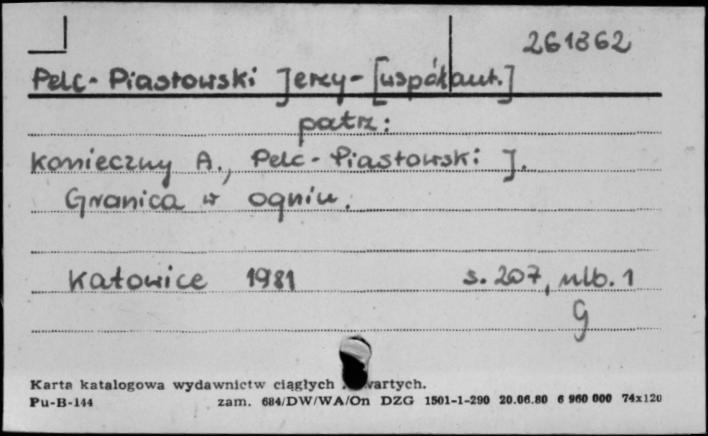 261862
Pelc-Piastowski Jerzy-[współaut.]
patrz:
Konieczny A., Pelc-Piastowski J.
Granica w ogniu.
Katowice 1981 s. 207, nlb. 1
G
Karta katalogowa wydawnictw ciągłych
Pu-B-144 zam. 684/DW/WA/On DZG 1501-1-290 20.06.80 6 960 000 74x120